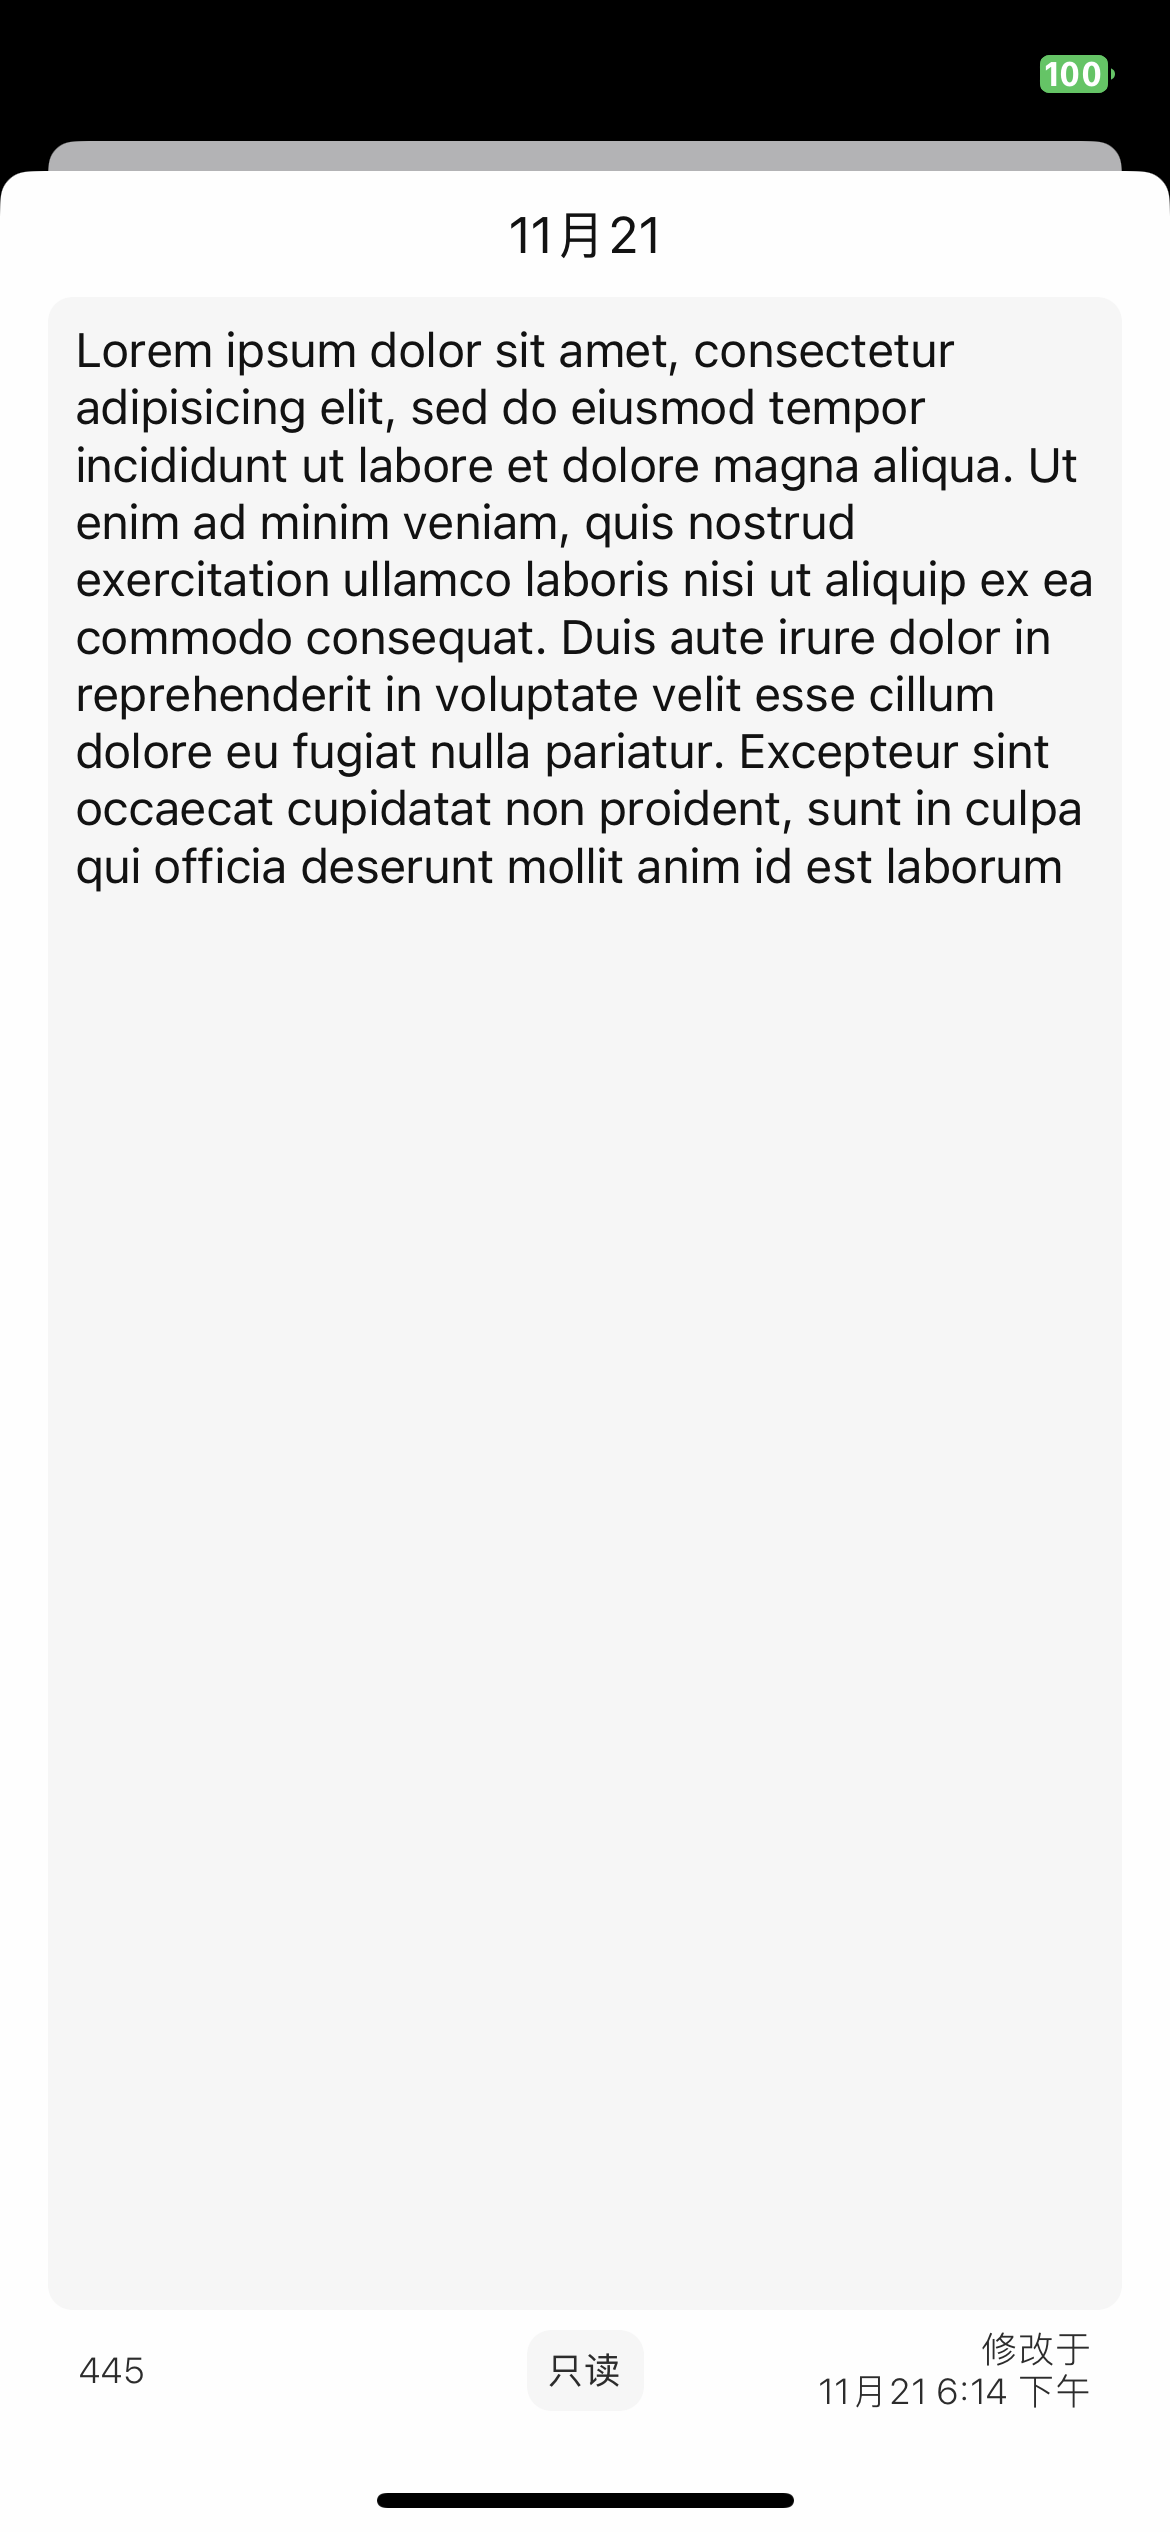 100
11月21
Lorem ipsum dolor sit amet, consectetur
adipisicing elit, sed do eiusmod tempor
incididunt ut labore et dolore magna aliqua. Ut
enim ad minim veniam, quis nostrud
exercitation ullamco laboris nisi ut aliquip ex ea
commodo consequat. Duis aute irure dolor in
reprehenderit in voluptate velit esse cillum
dolore eu fugiat nulla pariatur. Excepteur sint
occaecat cupidatat non proident, sunt in culpa
qui officia deserunt mollit anim id est laborum
445
只读
修改于
11月21 6:14 下午